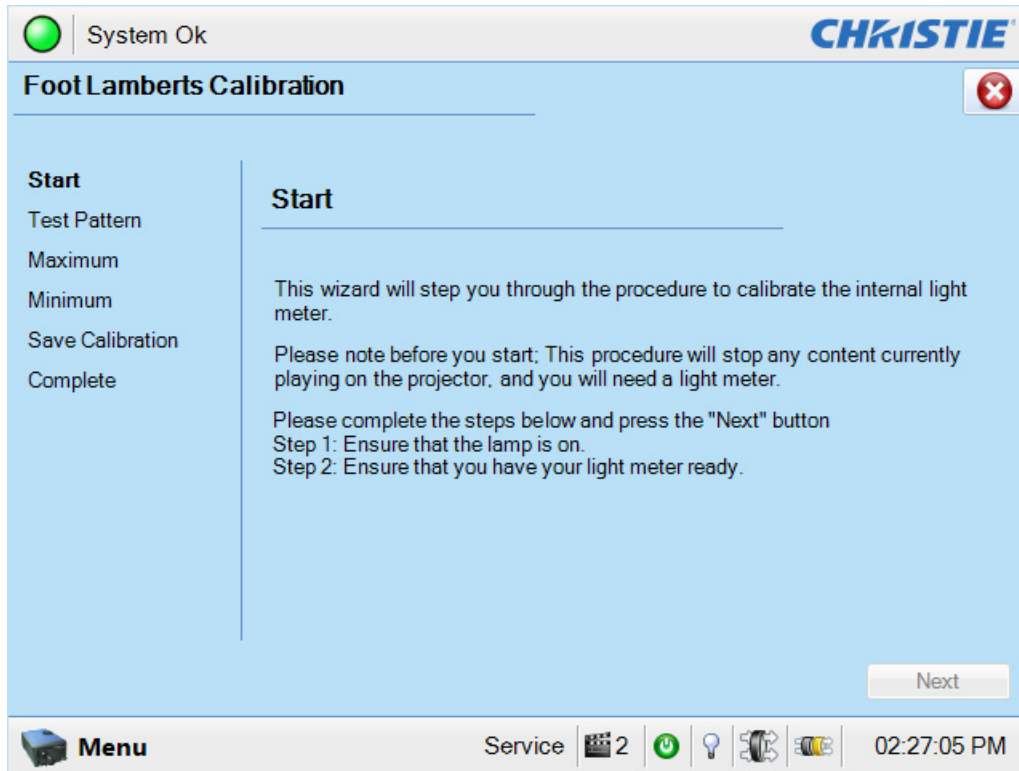 System Ok
CHRISTIE
Foot Lamberts Calibration
Start
Test Pattern
Maximum
Minimum
Save Calibration
Complete
Start
This wizard will step you through the procedure to calibrate the internal light
meter.
Please note before you start; This procedure will stop any content currently
playing on the projector, and you will need a light meter.
Please complete the steps below and press the "Next" button
Step 1: Ensure that the lamp is on.
Step 2: Ensure that you have your light meter ready.
Next
Menu
Service 2 02:27:05 PM